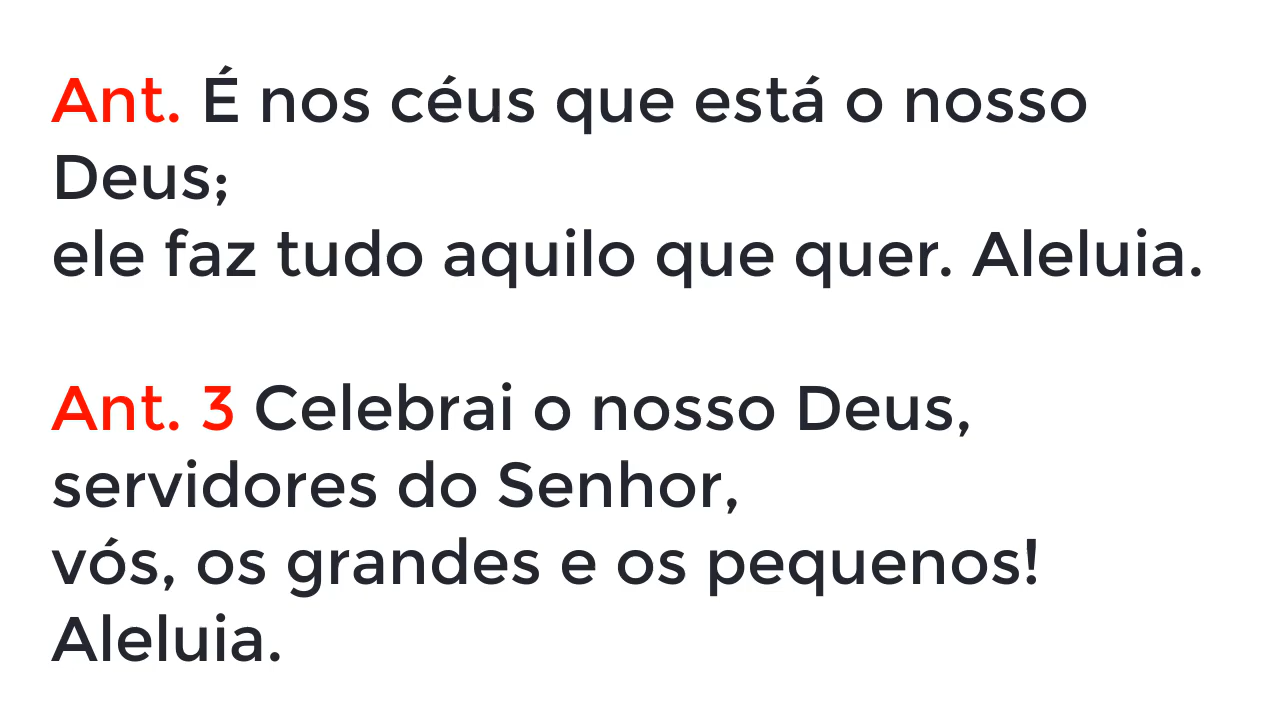 Ant. É nos céus que está o nosso
Deus;
ele faz tudo aquilo que quer. Aleluia.
Ant. 3 Celebrai o nosso Deus,
servidores do Senhor,
vós, os grandes e os pequenos!
Aleluia.